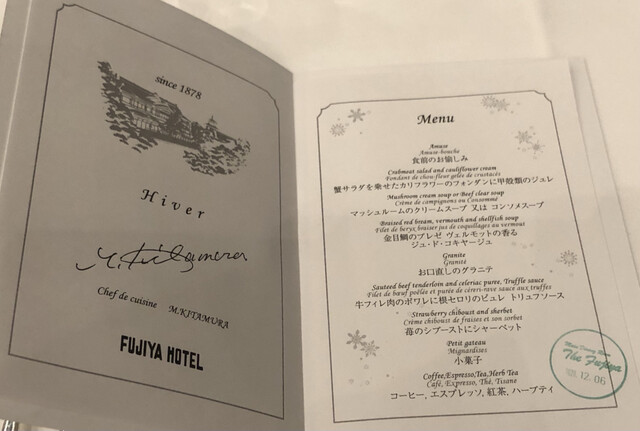 since 1878
Hiver
M. Kitamura
Chef de cuisine M.KITAMURA
FUJIYA HOTEL
Menu
Amuse
Amuse-bouche
食前のお愉しみ
Crabmeat salad and cauliflower cream
Fondant de chou-fleur gelée de crustacés
蟹サラダを乗せたカリフラワーのフォンダンに甲殻類のジュレ
Mushroom cream soup or Beef clear soup
Crème de campignons ou Consommé
マッシュルームのクリームスープ 又は コンソメスープ
Braised red bream, vermouth and shellfish soup
Filet de beryx braiser jus de coquillages au vermout
金目鯛のブレゼ ヴェルモットの香る
ジュ・ド・コキヤージュ
Granite
Granité
お口直しのグラニテ
Sauteed beef tenderloin and celeriac puree, Truffle sauce
Filet de bœuf poêlés et purée de céreri-rave sauce aux truffes
牛フィレ肉のポワレに根セロリのピュレ トリュフソース
Strawberry chiboust and sherbet
Crème chiboust de fraises et son sorbet
苺のシブーストにシャーベット
Petit gateau
Mignardises
小菓子
Coffee,Espresso,Tea,Herb Tea
Café, Expresso, Thé, Tisane
コーヒー, エスプレッソ, 紅茶, ハーブティ
Main Dining Room
The Fujiya
12.06